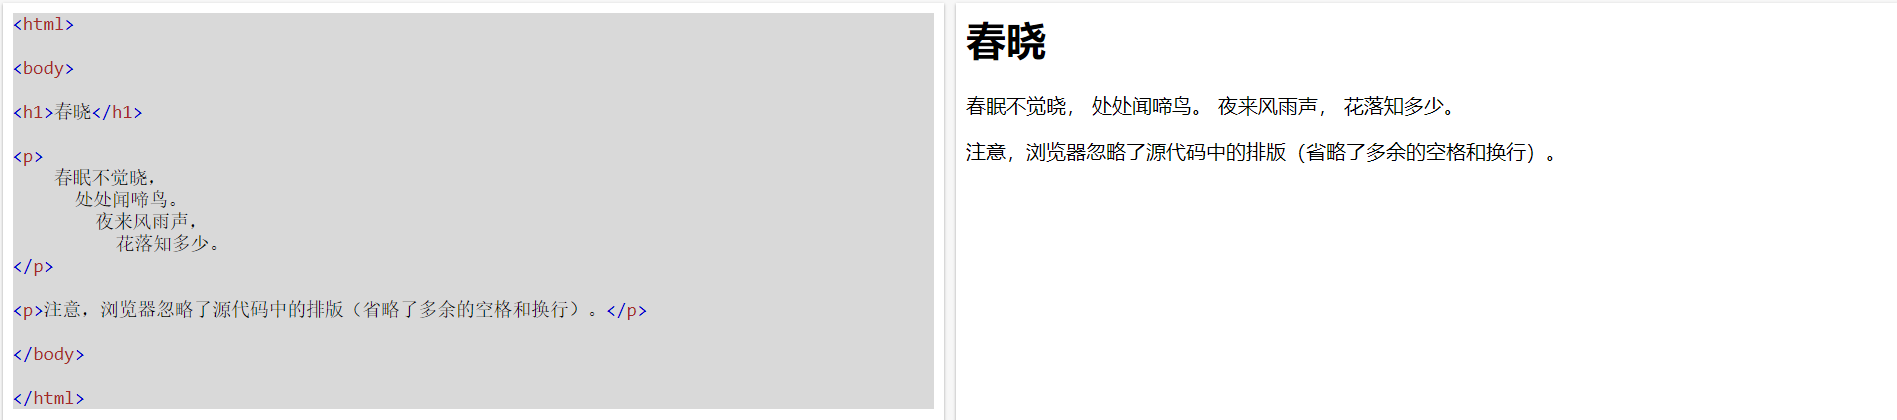 <html>
<body>
<h1>春晓</h1>
<p>
春眠不觉晓，
处处闻啼鸟。
夜来风雨声，
花落知多少。
</p>
<p>注意，浏览器忽略了源代码中的排版（省略了多余的空格和换行）。</p>
</body>
</html>
春晓
春眠不觉晓， 处处闻啼鸟。 夜来风雨声， 花落知多少。
注意，浏览器忽略了源代码中的排版（省略了多余的空格和换行）。